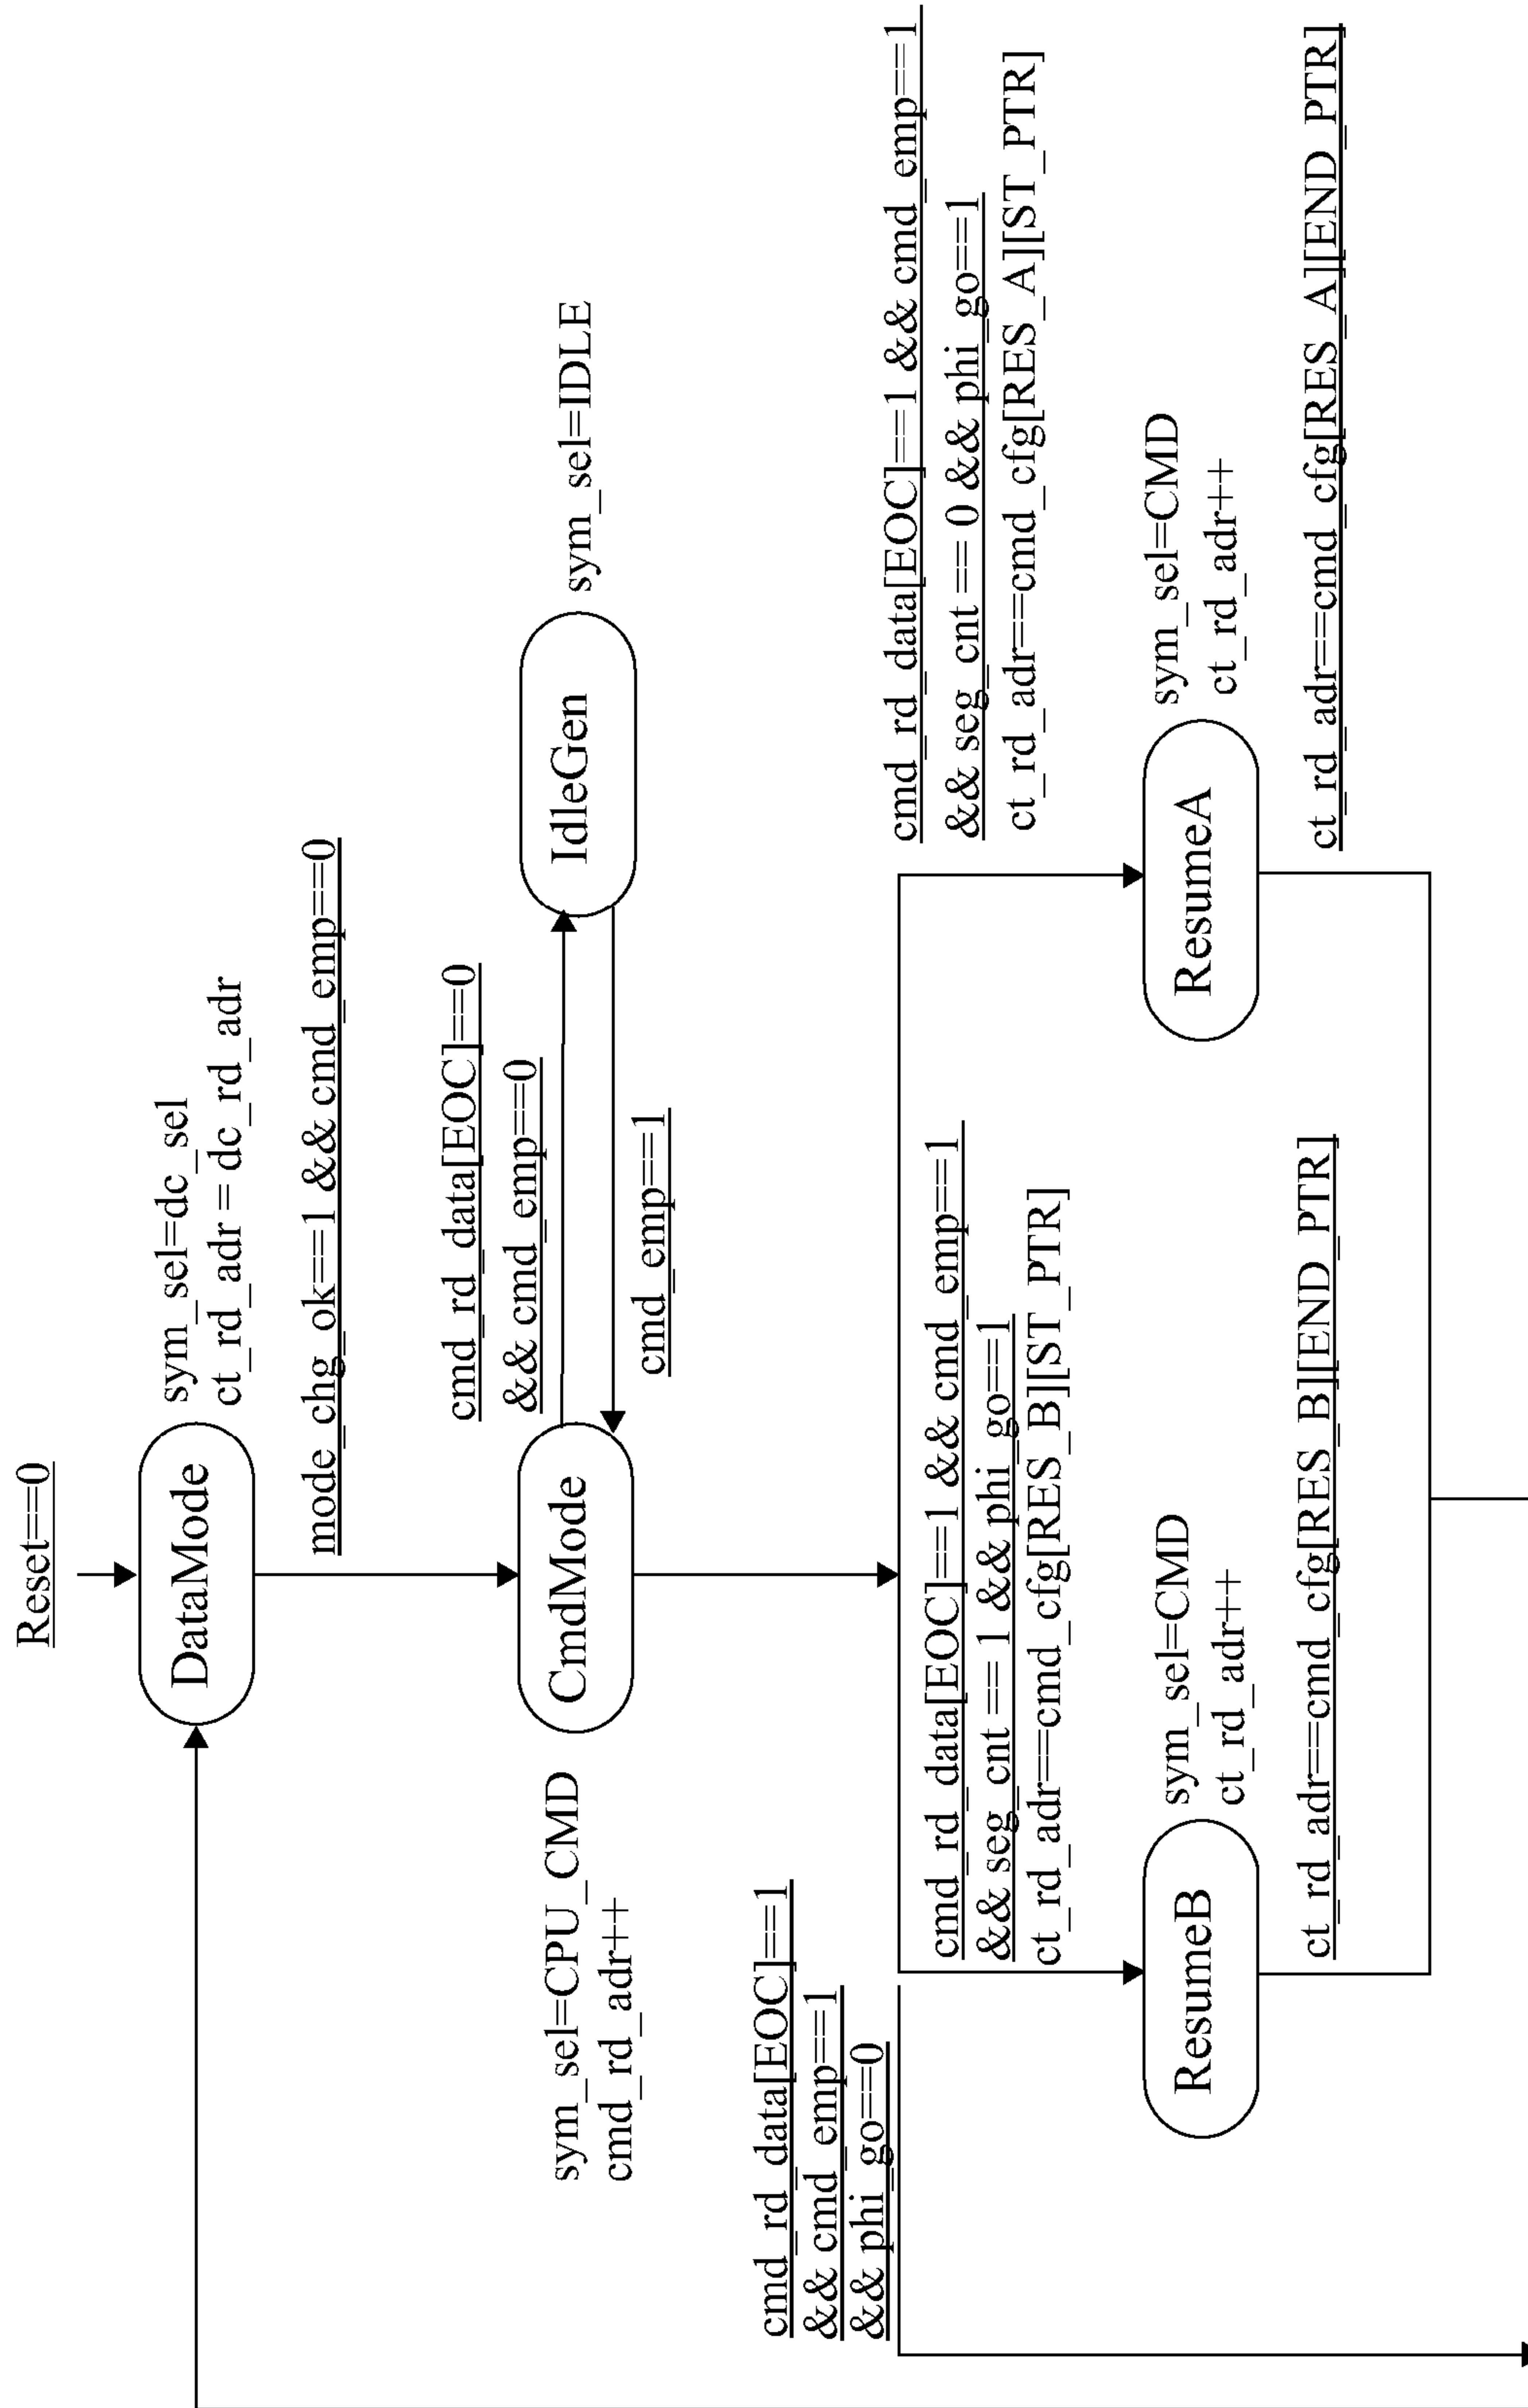 Reset==0
DataMode
sym_sel=dc_sel
ct_rd_adr = dc_rd_adr
mode_chg_ok==1 && cmd_emp==0
CmdMode
sym_sel=CPU_CMD
cmd_rd_adr++
cmd_rd_data[EOC]==0
&& cmd_emp==0
cmd_emp==1
IdleGen
sym_sel=IDLE
cmd_rd_data[EOC]==1
&& cmd_emp==1
&& phi_go==0
cmd_rd_data[EOC]==1 && cmd_emp==1
&& seg_cnt == 1 && phi_go==1
ct_rd_adr==cmd_cfg[RES_B][ST_PTR]
cmd_rd_data[EOC]==1 && cmd_emp==1
&& seg_cnt == 0 && phi_go==1
ct_rd_adr==cmd_cfg[RES_A][ST_PTR]
ResumeB
sym_sel=CMD
ct_rd_adr++
ct_rd_adr==cmd_cfg[RES_B][END_PTR]
ResumeA
sym_sel=CMD
ct_rd_adr++
ct_rd_adr==cmd_cfg[RES_A][END_PTR]